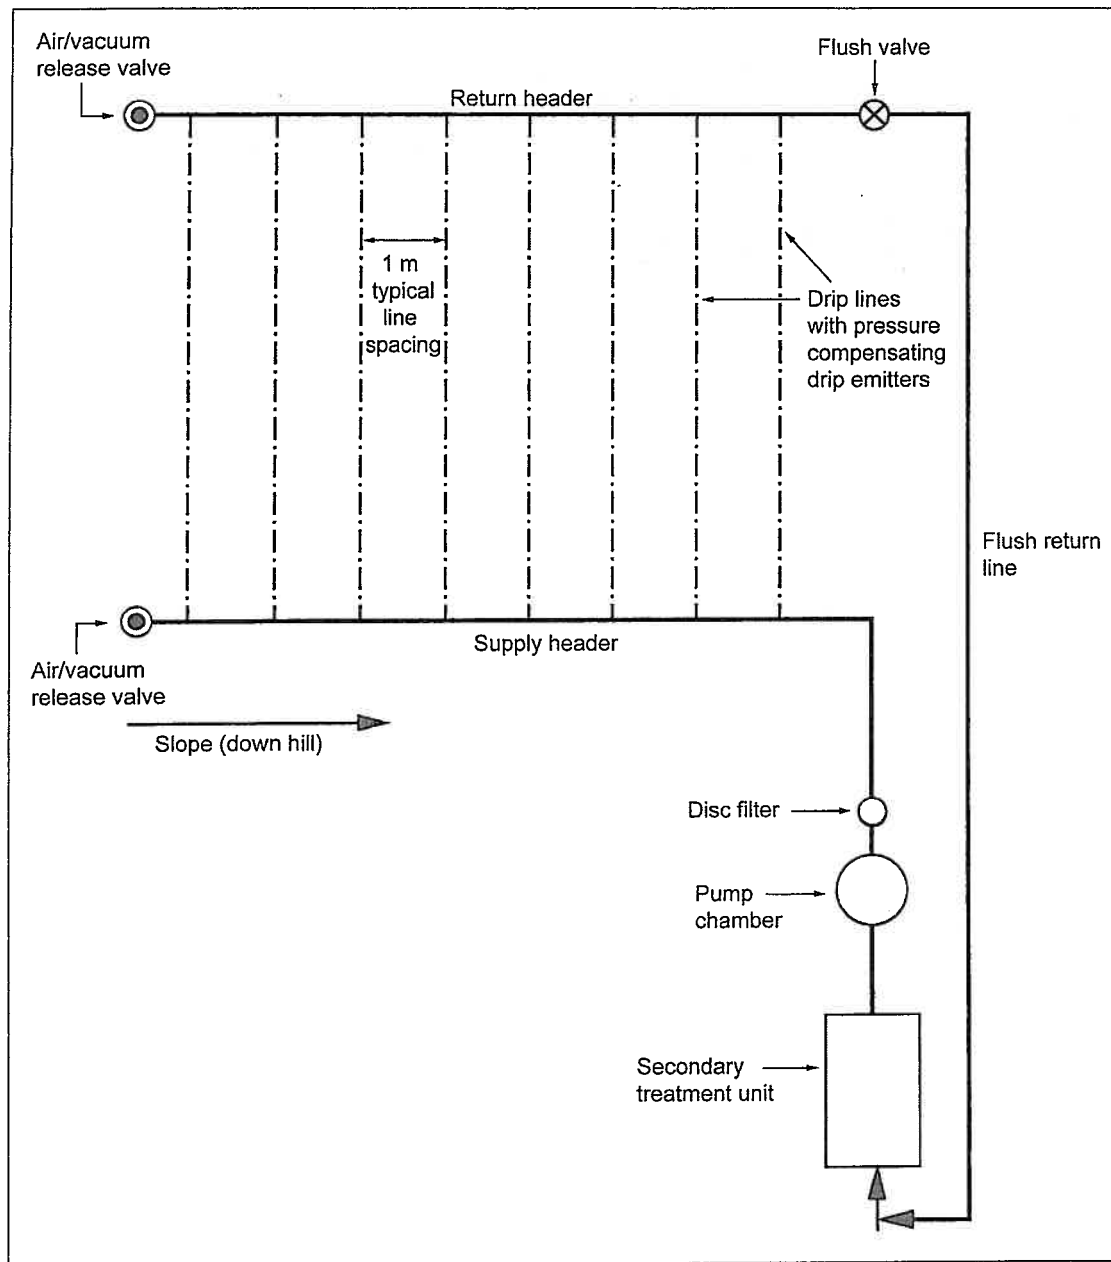 Air/vacuum
release valve
Flush valve
Return header
1 m
typical
line
spacing
Drip lines
with pressure
compensating
drip emitters
Flush return
line
Supply header
Air/vacuum
release valve
Slope (down hill)
Disc filter
Pump
chamber
Secondary
treatment unit